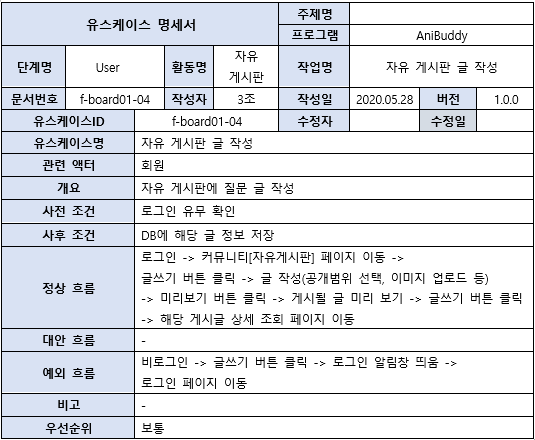 유스케이스 명세서
주제명
프로그램 AniBuddy
단계명 User 활동명 자유 게시판 작업명 자유 게시판 글 작성
문서번호 f-board01-04 작성자 3조 작성일 2020.05.28 버전 1.0.0
유스케이스ID f-board01-04 수정자 수정일
유스케이스명 자유 게시판 글 작성
관련 액터 회원
개요 자유 게시판에 질문 글 작성
사전 조건 로그인 유무 확인
사후 조건 DB에 해당 글 정보 저장
정상 흐름
로그인 -> 커뮤니티[자유게시판] 페이지 이동 ->
글쓰기 버튼 클릭 -> 글 작성(공개범위 선택, 이미지 업로드 등)
-> 미리보기 버튼 클릭 -> 게시될 글 미리 보기 -> 글쓰기 버튼 클릭
-> 해당 게시글 상세 조회 페이지 이동
대안 흐름 -
예외 흐름
비로그인 -> 글쓰기 버튼 클릭 -> 로그인 알림창 띄움 ->
로그인 페이지 이동
비고 -
우선순위 보통